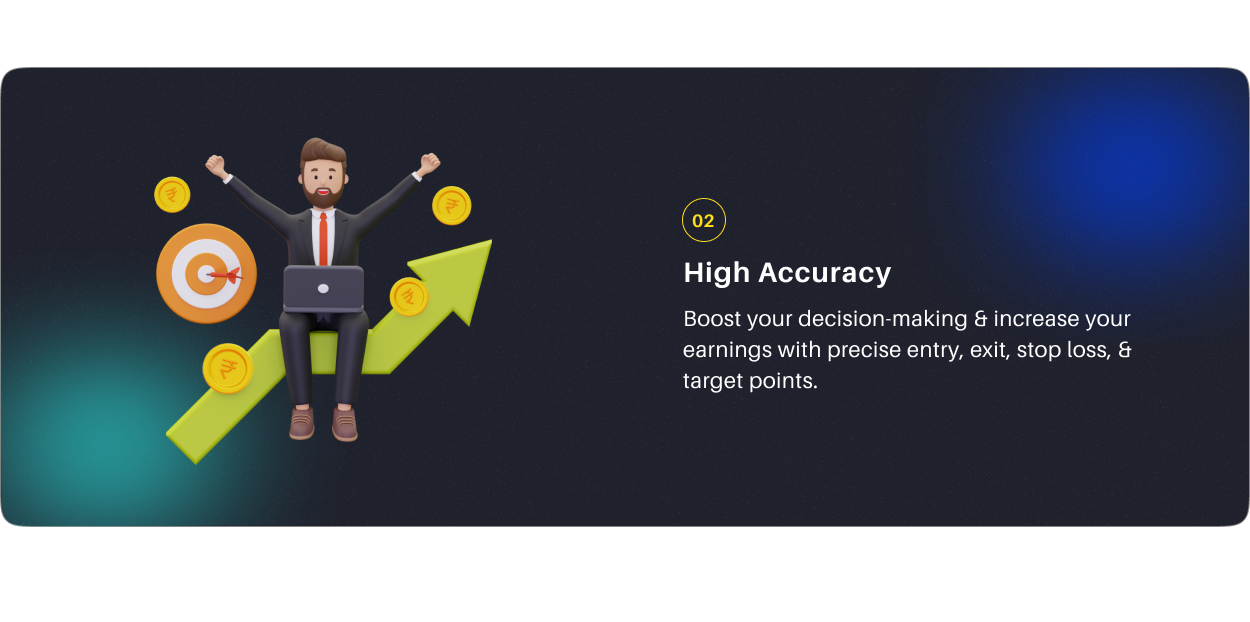 02
High Accuracy
Boost your decision-making & increase your
earnings with precise entry, exit, stop loss, &
target points.
₹
₹
₹
₹